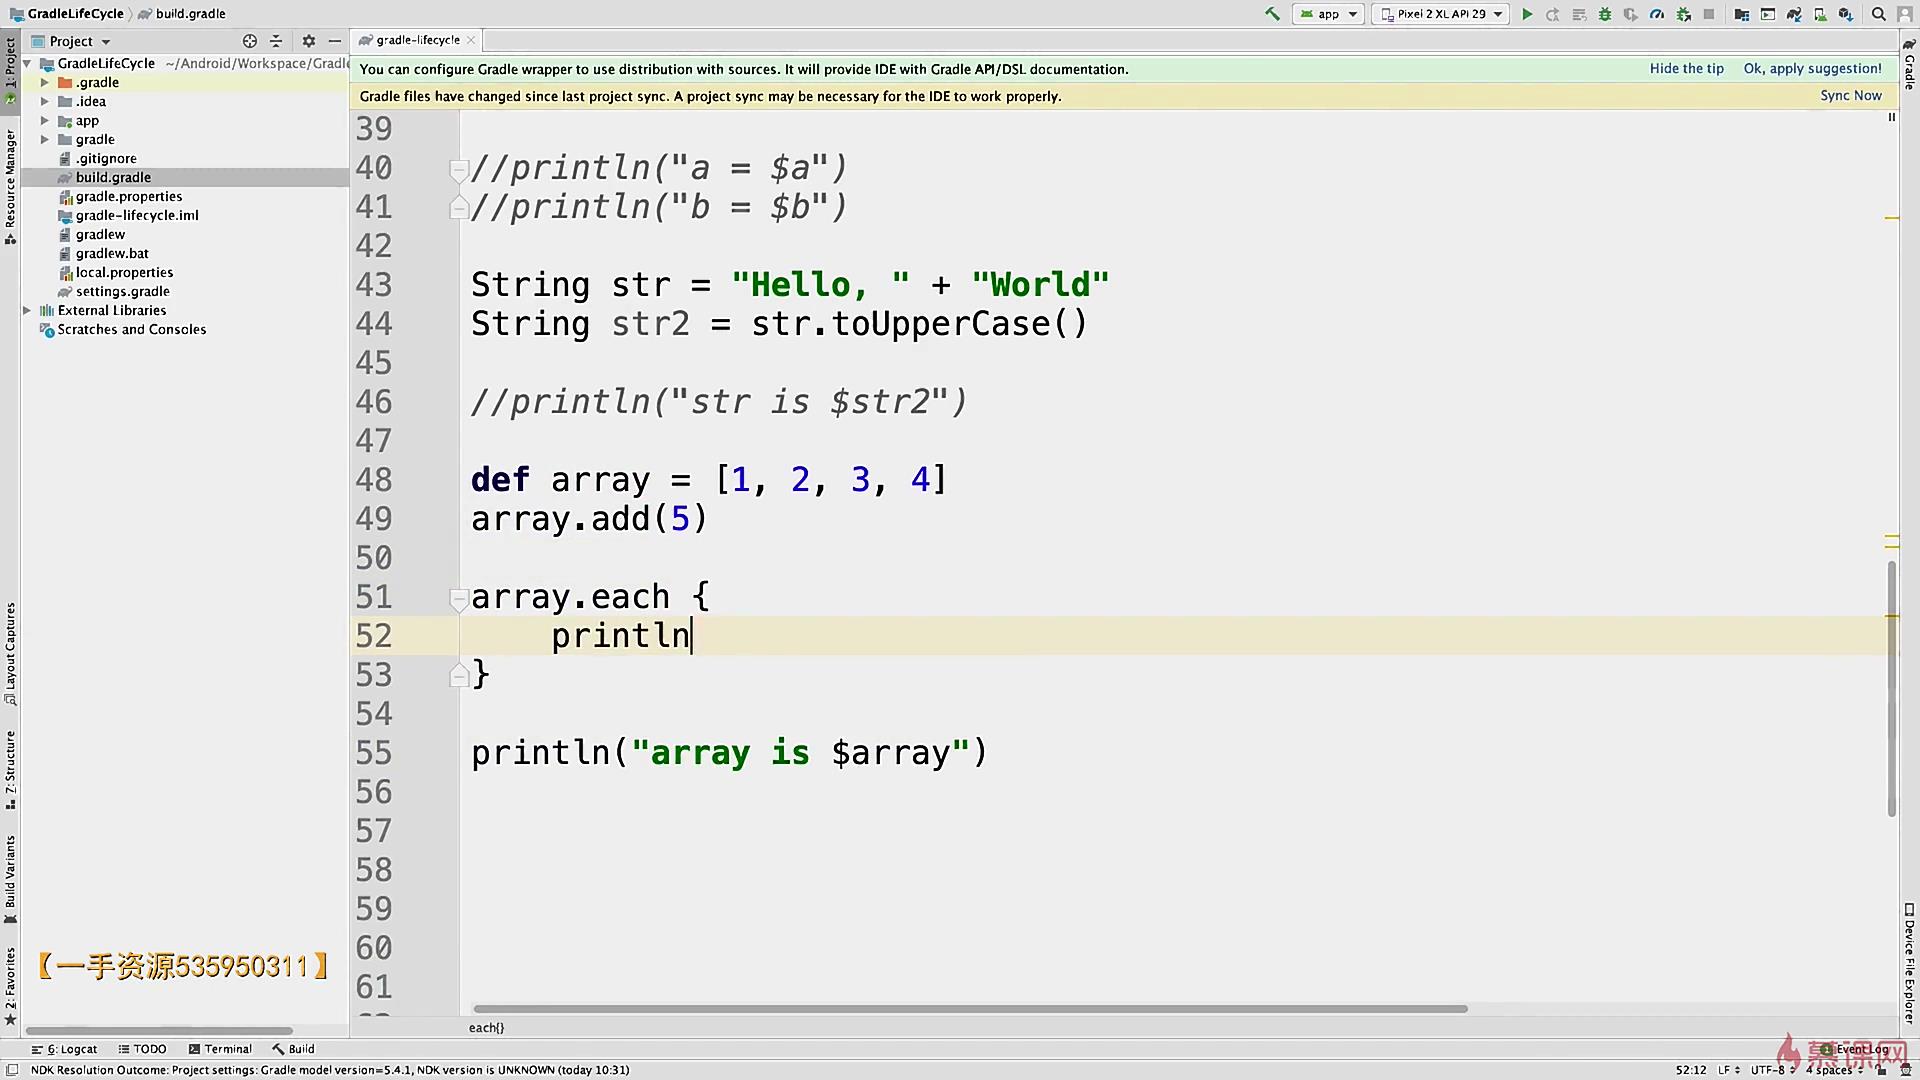 GradleLifeCycle build.gradle
app Pixel 2 XL API 29
Project
gradle-lifecycle
GradleLifeCycle ~/Android/Workspace/Gradle
.gradle
.idea
app
gradle
.gitignore
build.gradle
gradle.properties
gradle-lifecycle.iml
gradlew
gradlew.bat
local.properties
settings.gradle
External Libraries
Scratches and Consoles
1: Project
Resource Manager
Layout Captures
7: Structure
Build Variants
2: Favorites
You can configure Gradle wrapper to use distribution with sources. It will provide IDE with Gradle API/DSL documentation. Hide the tip Ok, apply suggestion!
Gradle files have changed since last project sync. A project sync may be necessary for the IDE to work properly. Sync Now
39
40 //println("a = $a")
41 //println("b = $b")
42
43 String str = "Hello, " + "World"
44 String str2 = str.toUpperCase()
45
46 //println("str is $str2")
47
48 def array = [1, 2, 3, 4]
49 array.add(5)
50
51 array.each {
52 println
53 }
54
55 println("array is $array")
56
57
58
59
60
61
each{}
Gradle
Device File Explorer
【一手资源535950311】
6: Logcat TODO Terminal Build Event Log
慕课网
NDK Resolution Outcome: Project settings: Gradle model version=5.4.1, NDK version is UNKNOWN (today 10:31) 52:12 LF UTF-8 4 spaces